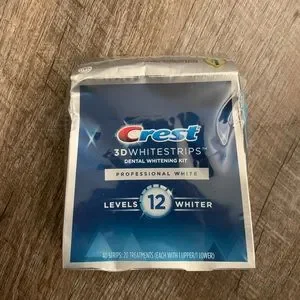 Crest
3DWHITESTRIPS™
DENTAL WHITENING KIT
PROFESSIONAL WHITE
LEVELS 12 WHITER
40 STRIPS: 20 TREATMENTS (EACH WITH 1 UPPER/1 LOWER)